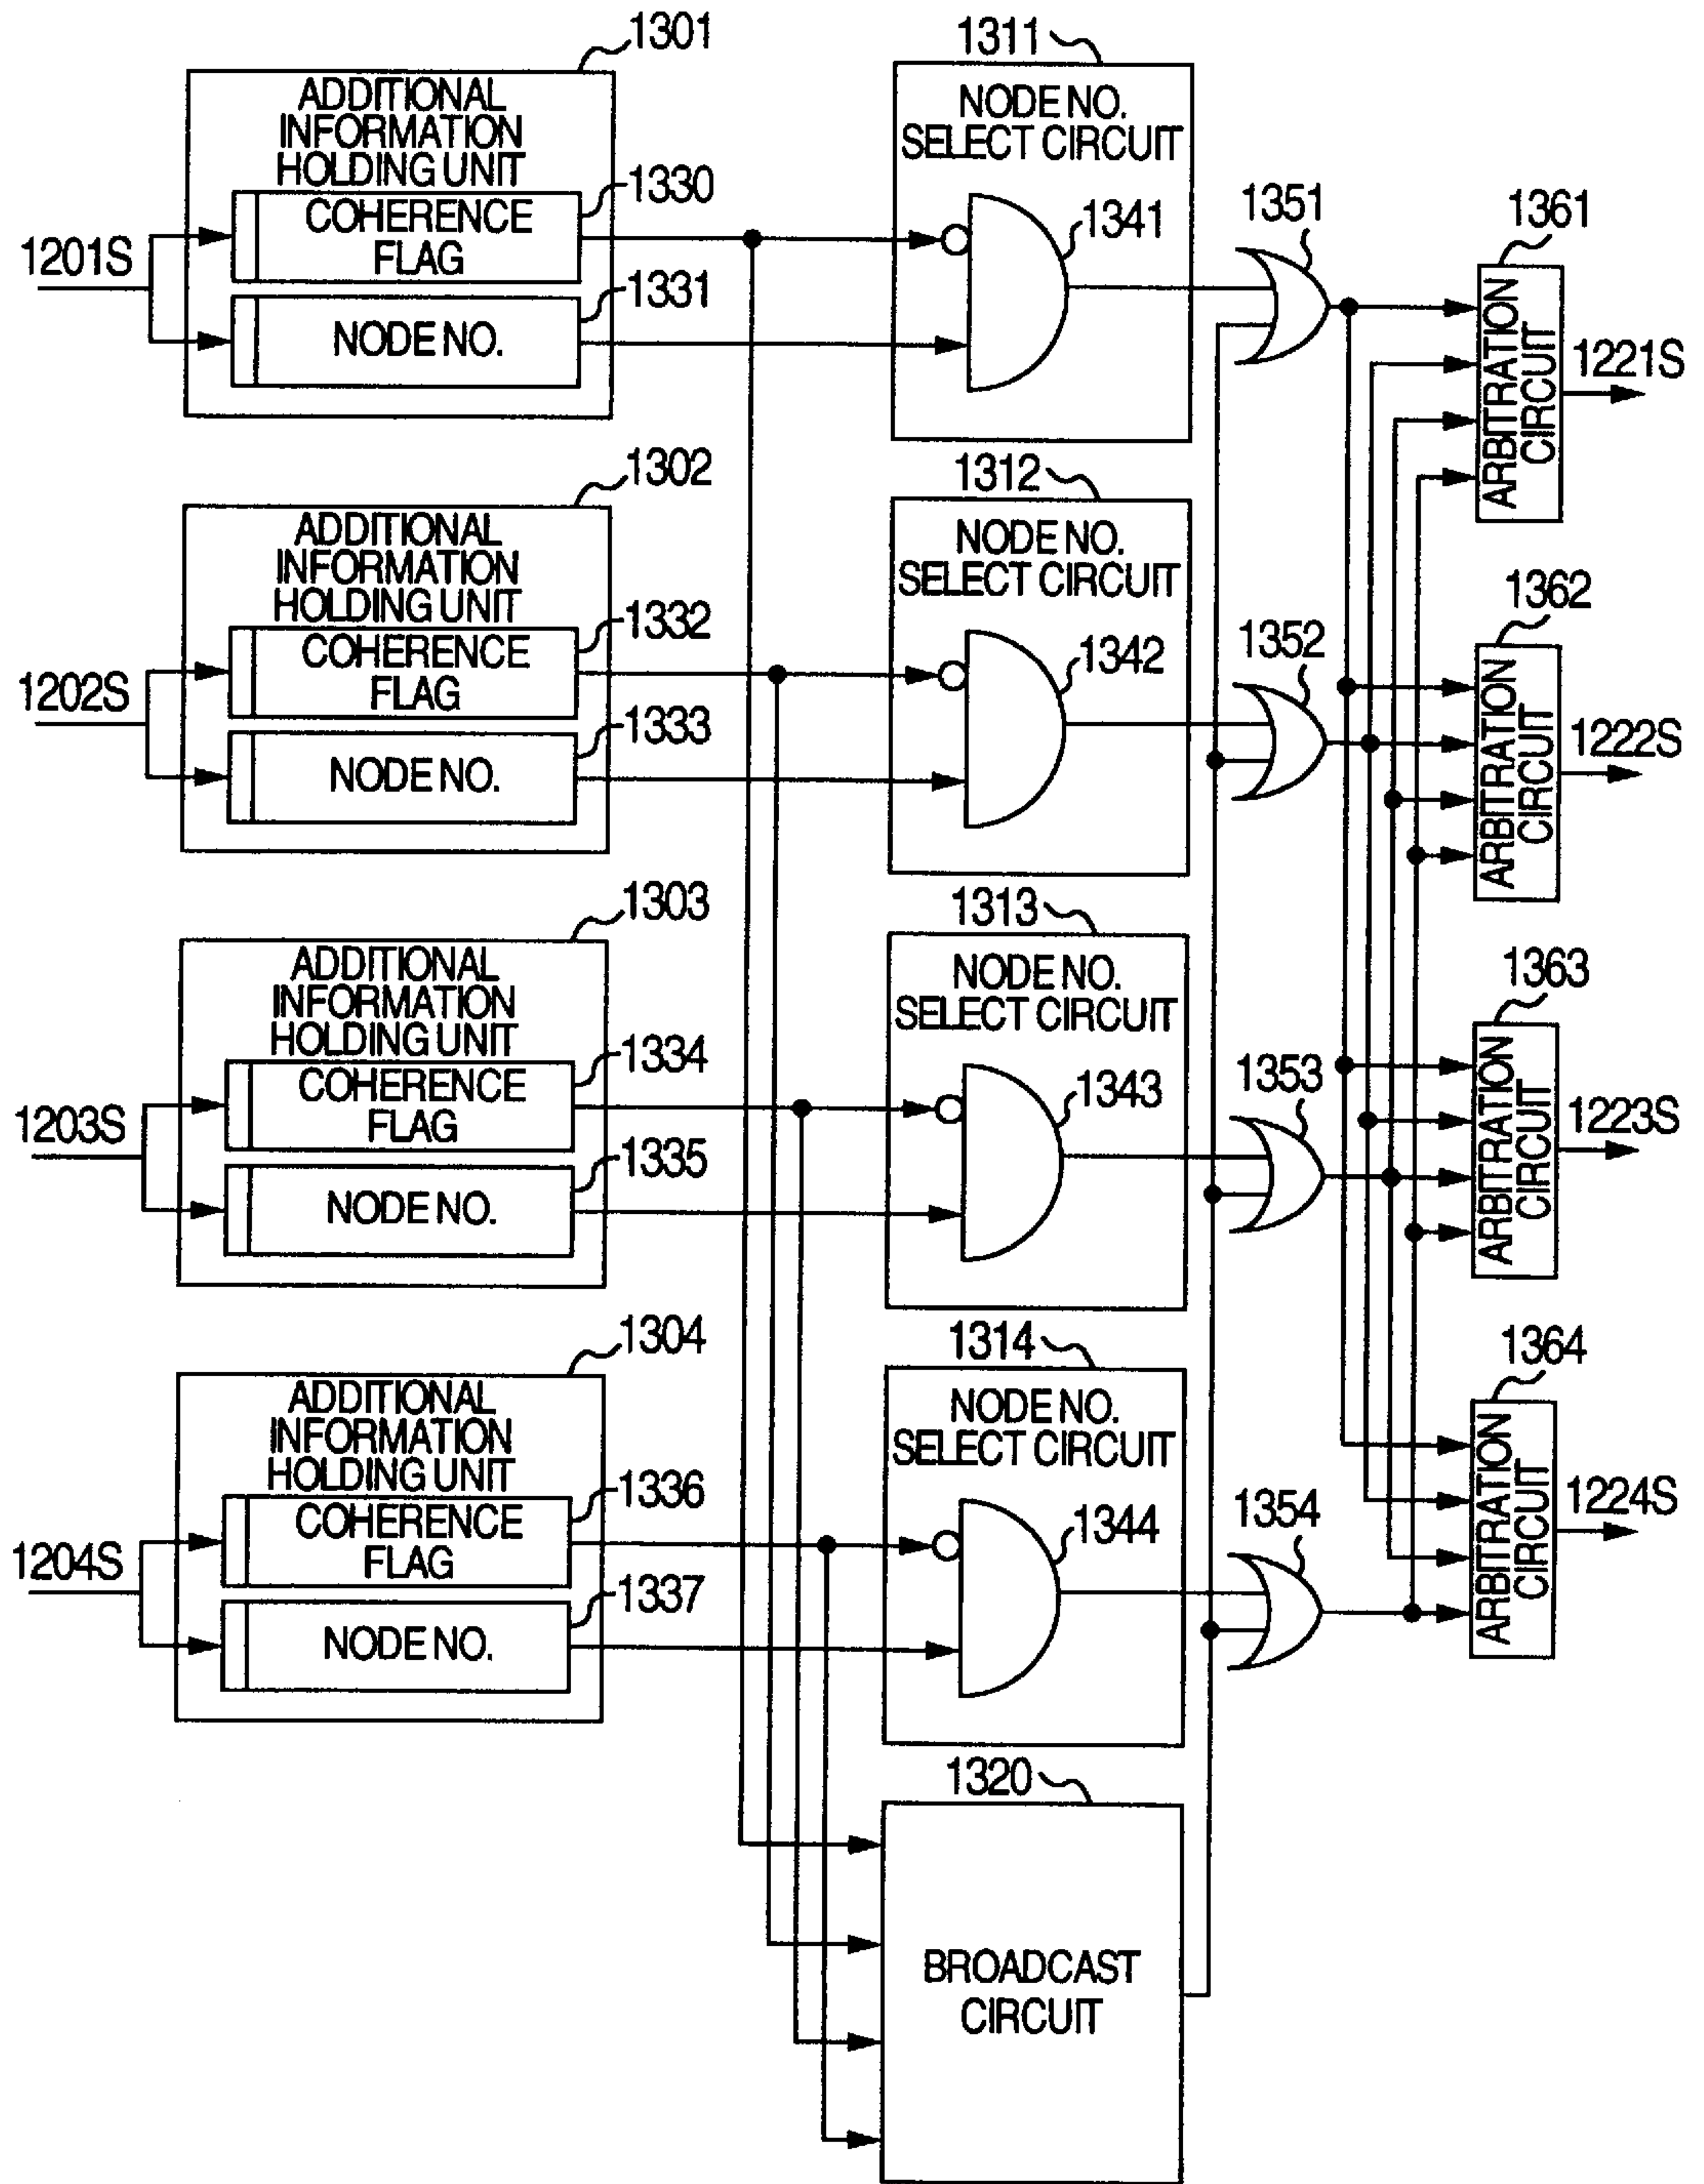 1301
ADDITIONAL
INFORMATION
HOLDING UNIT
1330
COHERENCE
FLAG
1201S
1331
NODE NO.
1311
NODE NO.
SELECT CIRCUIT
1341
1351
1361
ARBITRATION
CIRCUIT
1221S
1302
ADDITIONAL
INFORMATION
HOLDING UNIT
1332
COHERENCE
FLAG
1202S
1333
NODE NO.
1312
NODE NO.
SELECT CIRCUIT
1342
1352
1362
ARBITRATION
CIRCUIT
1222S
1303
ADDITIONAL
INFORMATION
HOLDING UNIT
1334
COHERENCE
FLAG
1203S
1335
NODE NO.
1313
NODE NO.
SELECT CIRCUIT
1343
1353
1363
ARBITRATION
CIRCUIT
1223S
1304
ADDITIONAL
INFORMATION
HOLDING UNIT
1336
COHERENCE
FLAG
1204S
1337
NODE NO.
1314
NODE NO.
SELECT CIRCUIT
1344
1354
1364
ARBITRATION
CIRCUIT
1224S
1320
BROADCAST
CIRCUIT